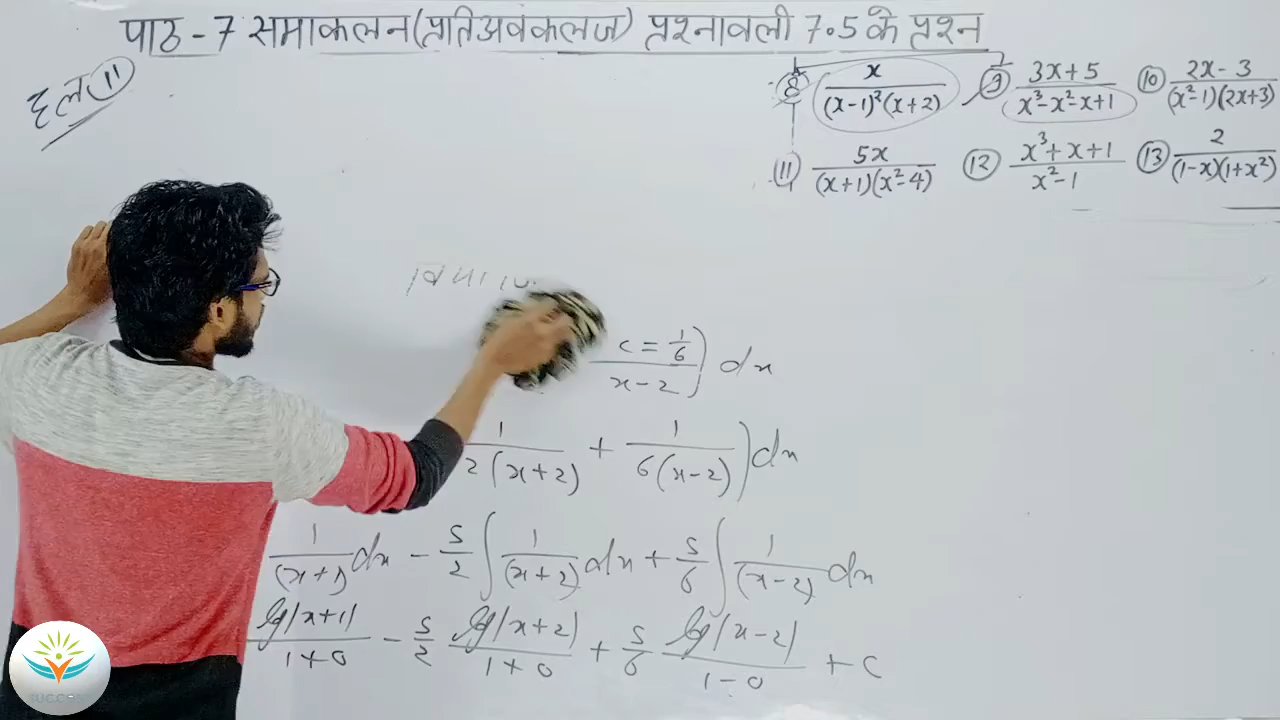 पाठ - 7 समाकलन(प्रतिअवकलज) प्रश्नावली 7.5 के प्रश्न
हल 11
8 x/((x-1)²(x+2)) 9 (3x+5)/(x³-x²-x+1) 10 (2x-3)/((x²-1)(2x+3))
11 5x/((x+1)(x²-4)) 12 (x³+x+1)/(x²-1) 13 2/((1-x)(1+x²))
(c = 1/6)/(x-2) ) dx
1/(2(x+2)) + 1/(6(x-2)) ) dx
1/(x+1) dx - 5/2 ∫ 1/(x+2) dx + 5/6 ∫ 1/(x-2) dx
log|x+1|/(1+0) - 5/2 log|x+2|/(1+0) + 5/6 log|x-2|/(1-0) + c